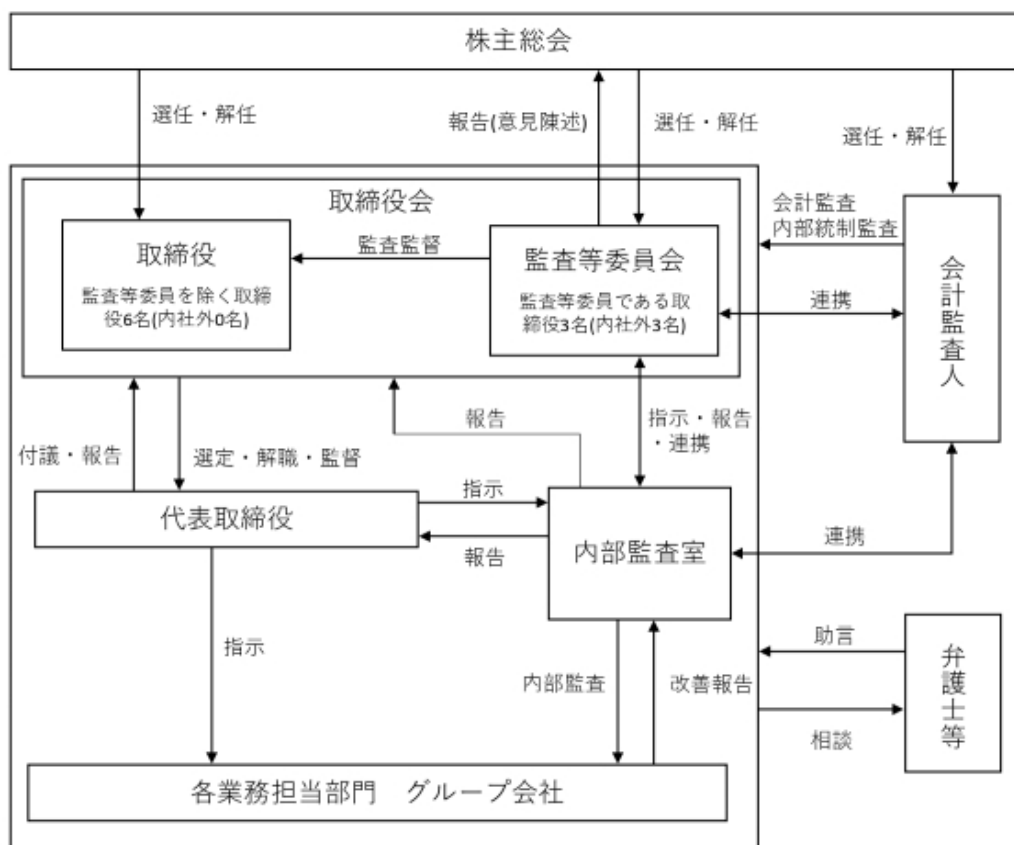 株主総会
選任・解任
報告(意見陳述)
選任・解任
選任・解任
取締役会
取締役
監査等委員を除く取締
役6名(内社外0名)
監査監督
監査等委員会
監査等委員である取
締役3名(内社外3名)
会計監査
内部統制監査
連携
会計監査人
付議・報告
選定・解職・監督
報告
指示・報告
・連携
代表取締役
指示
報告
内部監査室
連携
指示
内部監査
改善報告
助言
相談
弁護士等
各業務担当部門　グループ会社